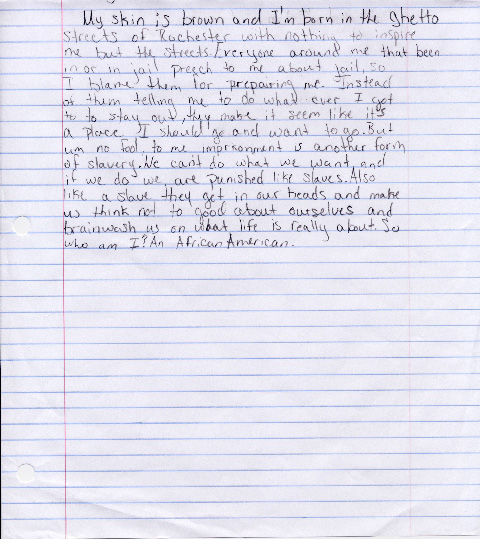 My skin is brown and I'm born in the ghetto
streets of Rochester with nothing to inspire
me but the streets. Everyone around me that been
in or in jail preech to me about jail, so
I blame them for preparing me. Instead
of them telling me to do what ever I got
to to stay out, they make it seem like it's
a place I should go and want to go. But
um no fool, to me imprisonment is another form
of slavery. We can't do what we want, and
if we do we, are punished like slaves. Also
like a slave they get in our heads and make
us think not to good about ourselves and
brainwash us on what life is really about. So
who am I? An African American.